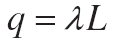 q = λL